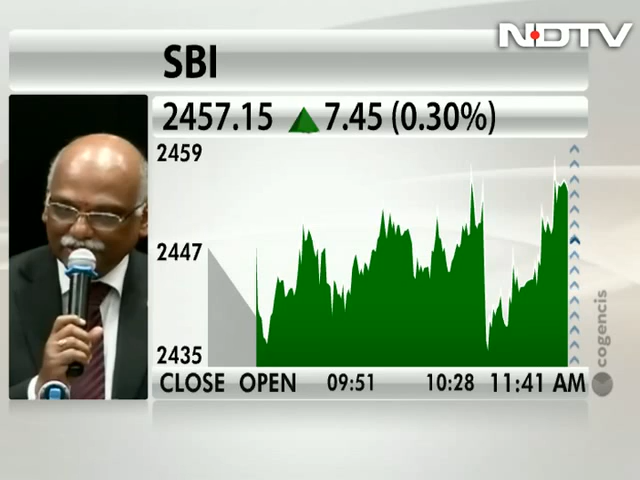 NDTV
SBI
2457.15 ▲ 7.45 (0.30%)
2459
2447
2435
CLOSE OPEN 09:51 10:28 11:41 AM
cogencis